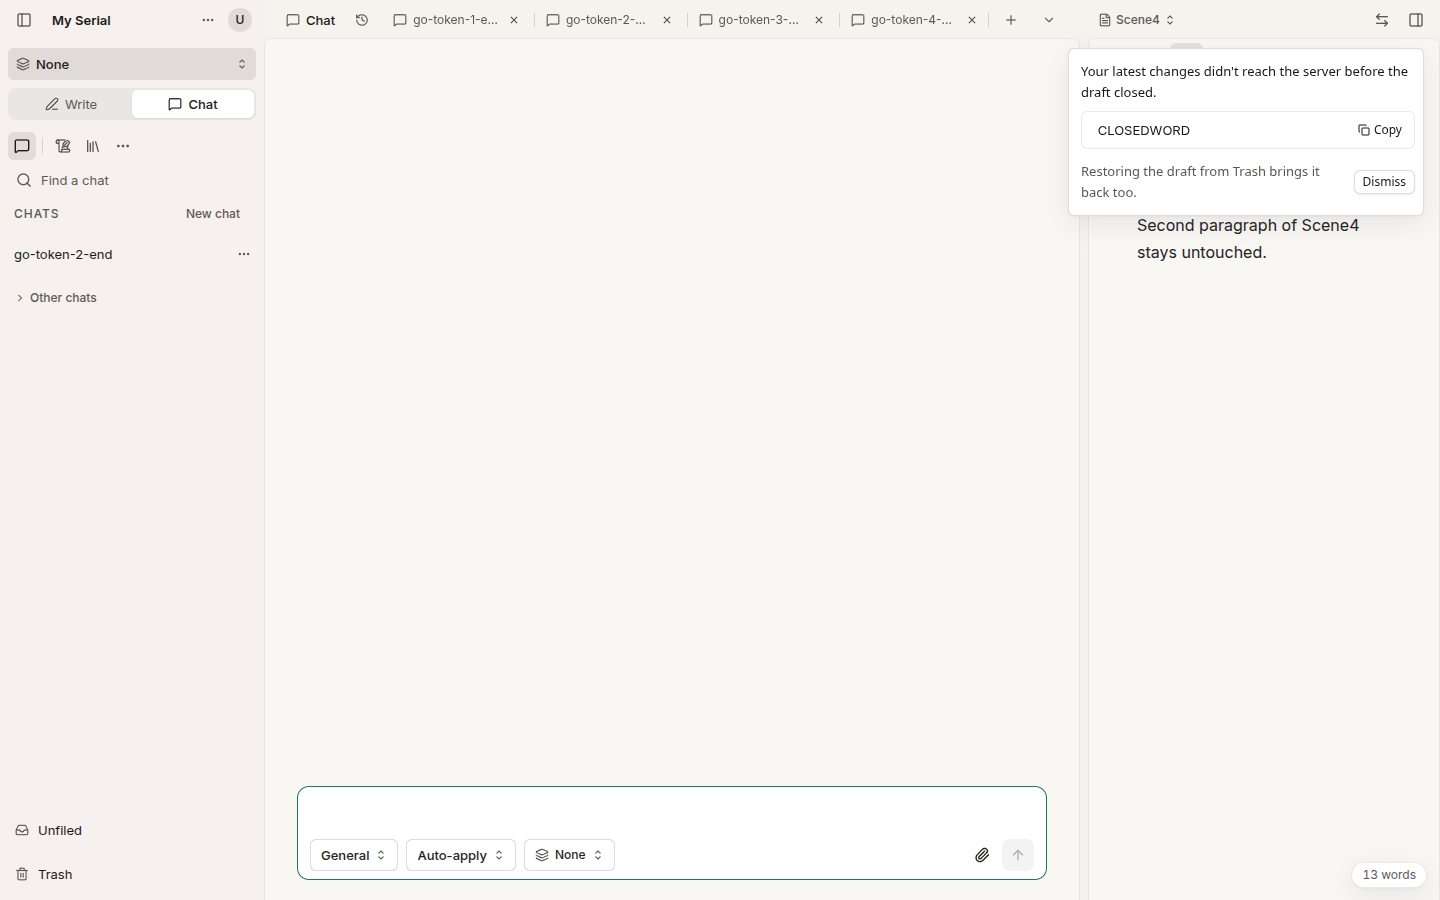 My Serial
U
Chat
go-token-1-e...
go-token-2-...
go-token-3-...
go-token-4-...
Scene4
None
Write
Chat
Find a chat
CHATS
New chat
go-token-2-end
Other chats
Unfiled
Trash
General
Auto-apply
None
Your latest changes didn't reach the server before the
draft closed.
CLOSEDWORD
Copy
Restoring the draft from Trash brings it
back too.
Dismiss
Second paragraph of Scene4
stays untouched.
13 words